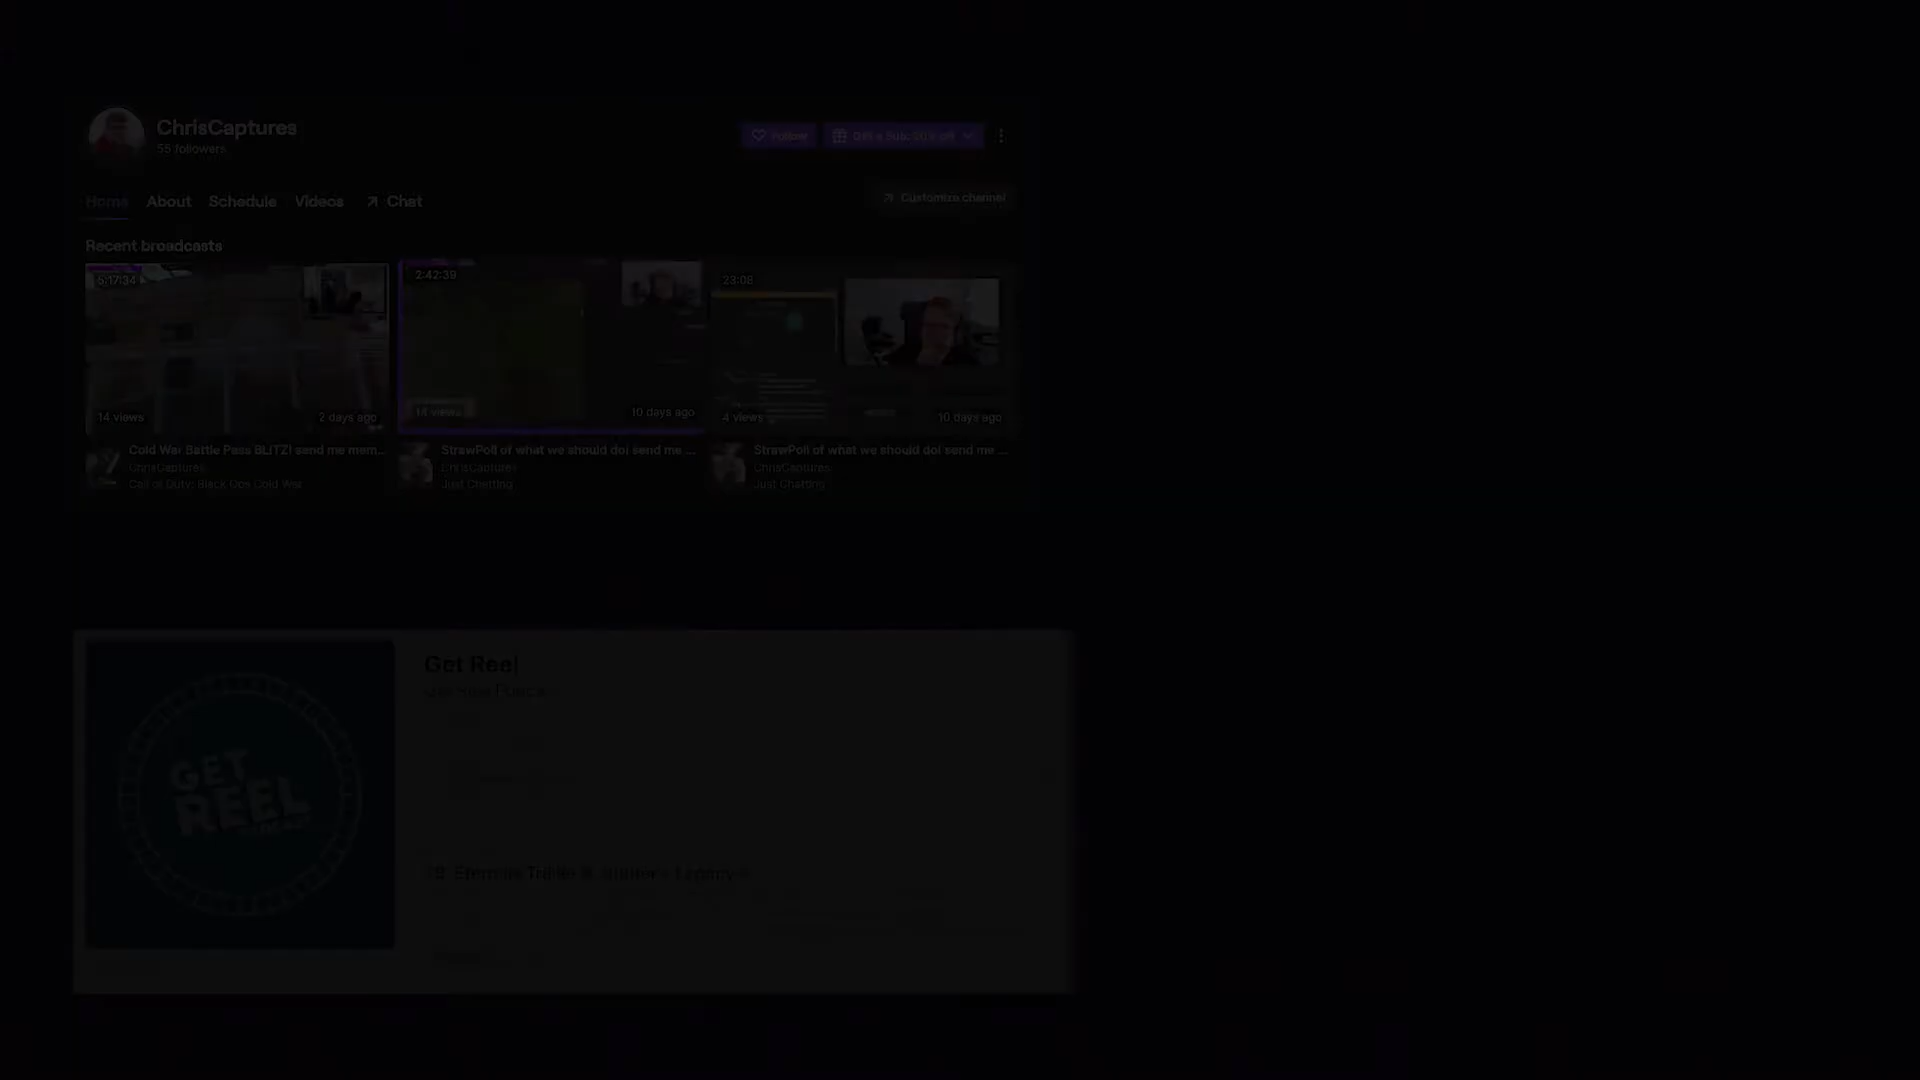 ChrisCaptures
55 followers
Follow
Home About Schedule Videos Chat
Customize channel
Recent broadcasts
5:17:34
2:42:39
23:08
14 views
2 days ago
14 views
10 days ago
4 views
10 days ago
Cold War Battle Pass BLITZ! send me mem...
ChrisCaptures
Call of Duty: Black Ops Cold War
StrawPoll of what we should do! send me ...
ChrisCaptures
Just Chatting
StrawPoll of what we should do! send me ...
ChrisCaptures
Just Chatting
Get Reel
GET
REEL